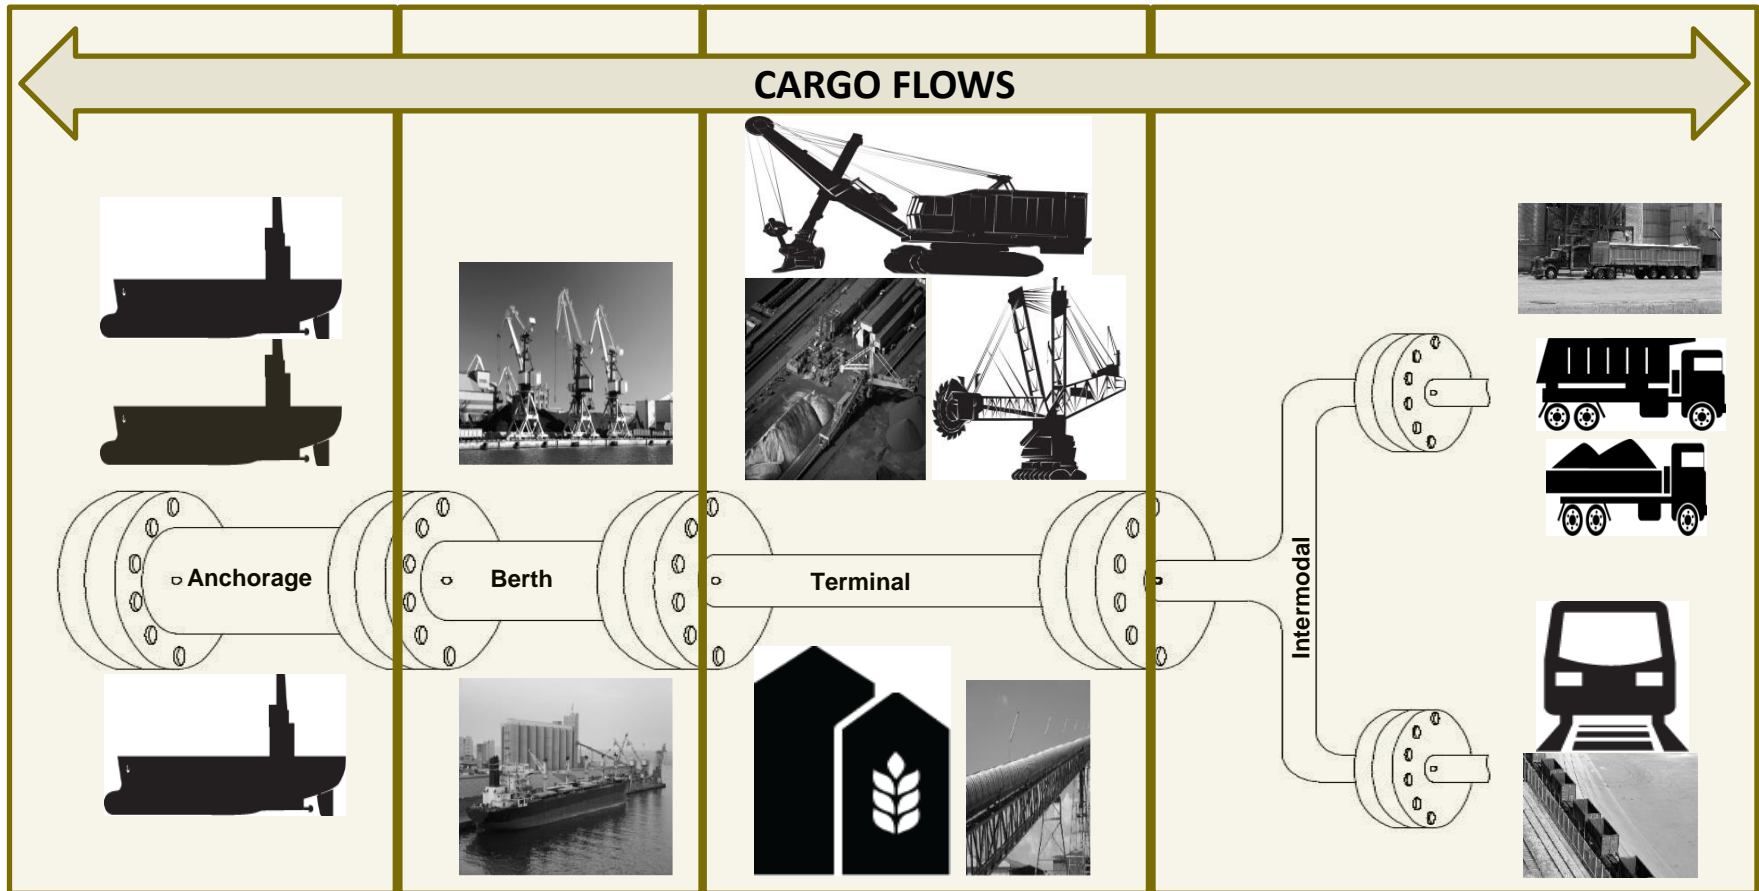 CARGO FLOWS
Anchorage
Berth
Terminal
Intermodal